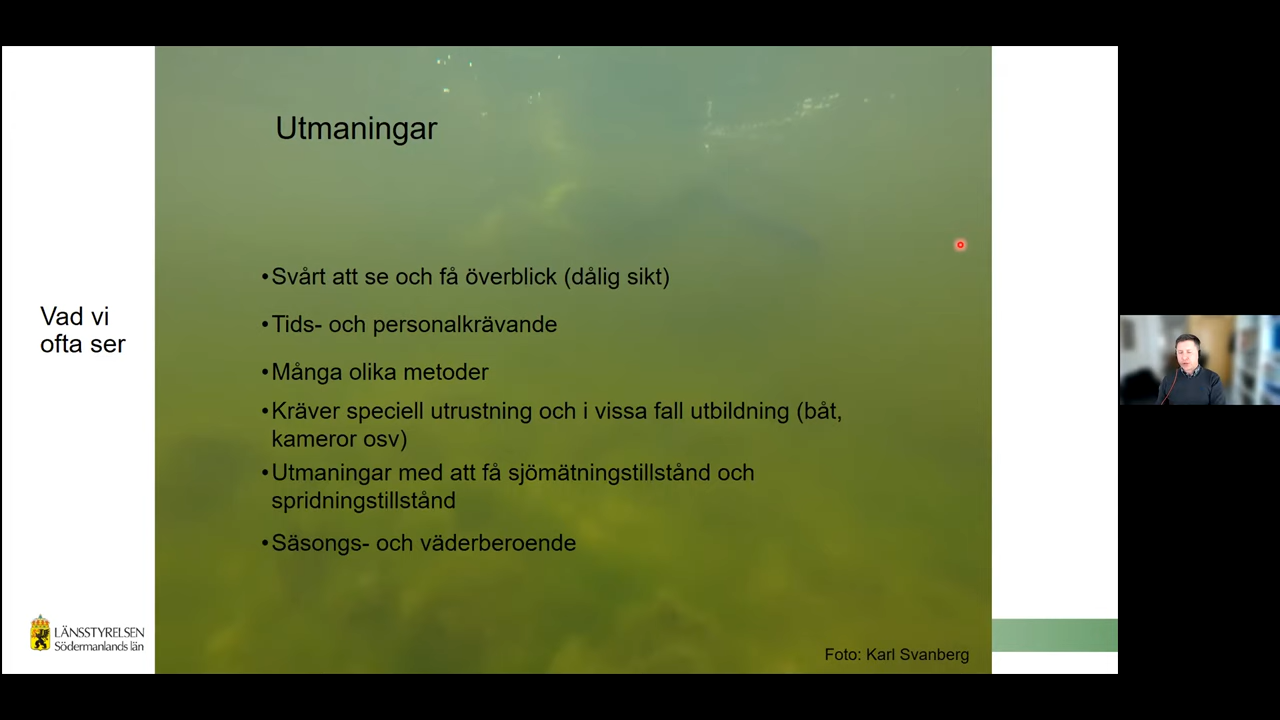 Utmaningar
•Svårt att se och få överblick (dålig sikt)
•Tids- och personalkrävande
•Många olika metoder
•Kräver speciell utrustning och i vissa fall utbildning (båt,
kameror osv)
•Utmaningar med att få sjömätningstillstånd och
spridningstillstånd
•Säsongs- och väderberoende
Vad vi
ofta ser
LÄNSSTYRELSEN
Södermanlands län
Foto: Karl Svanberg